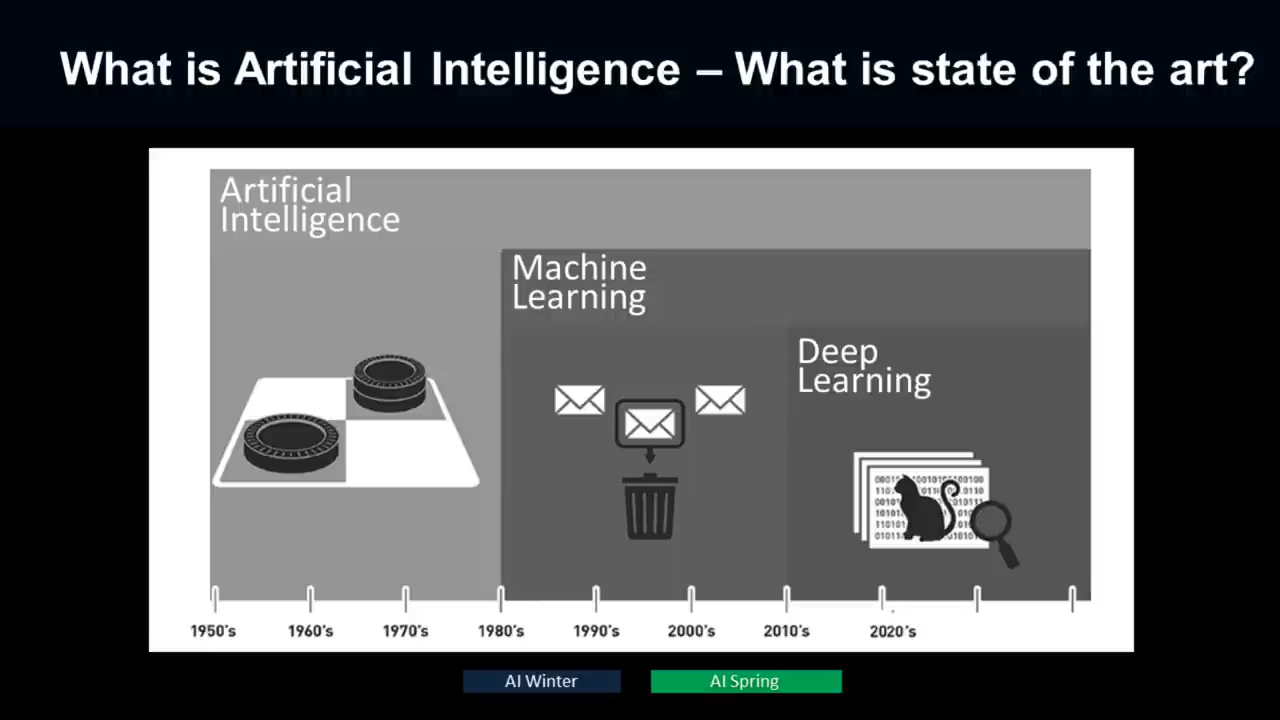 What is Artificial Intelligence – What is state of the art?
Artificial
Intelligence
Machine
Learning
Deep
Learning
1950's
1960's
1970's
1980's
1990's
2000's
2010's
2020's
AI Winter
AI Spring